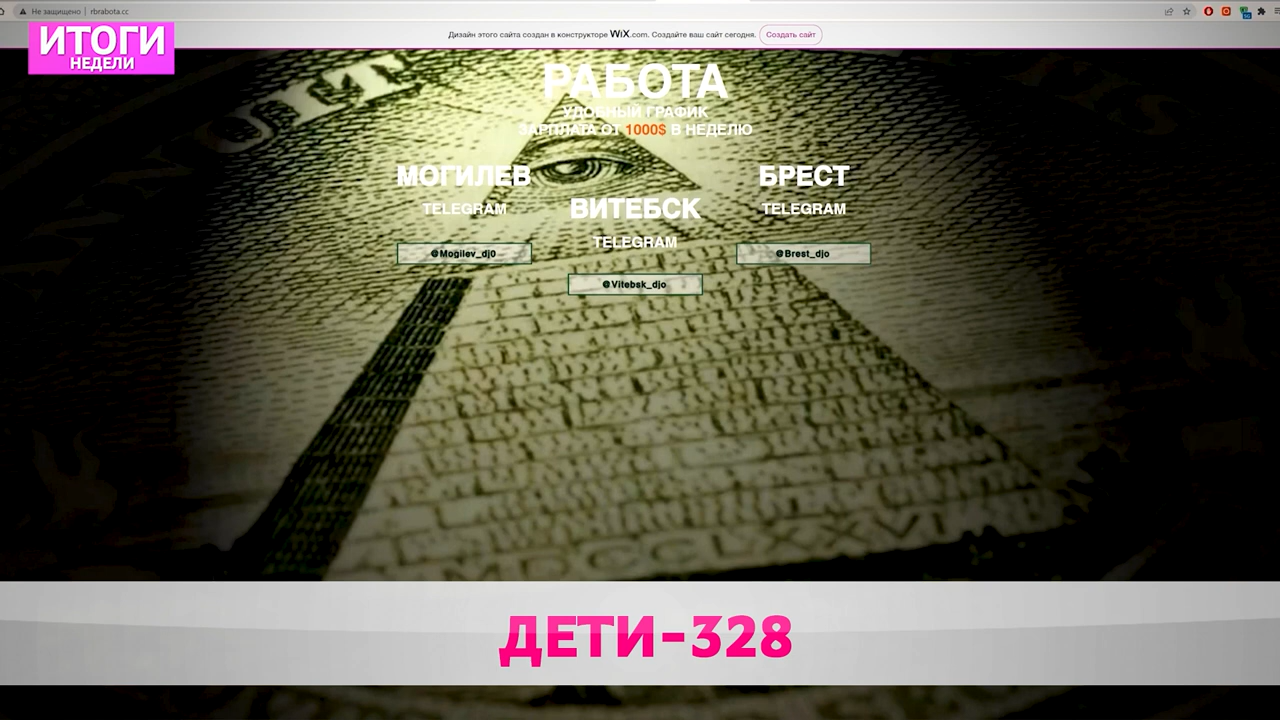 Не защищено | rbrabota.cc
ИТОГИ
НЕДЕЛИ
Дизайн этого сайта создан в конструкторе WiX.com. Создайте ваш сайт сегодня. Создать сайт
РАБОТА
УДОБНЫЙ ГРАФИК
ЗАРПЛАТА ОТ 1000$ В НЕДЕЛЮ
МОГИЛЕВ
TELEGRAM
@Mogilev_dj0
ВИТЕБСК
TELEGRAM
@Vitebsk_djo
БРЕСТ
TELEGRAM
@Brest_djo
MDCCLXXVI
ДЕТИ-328